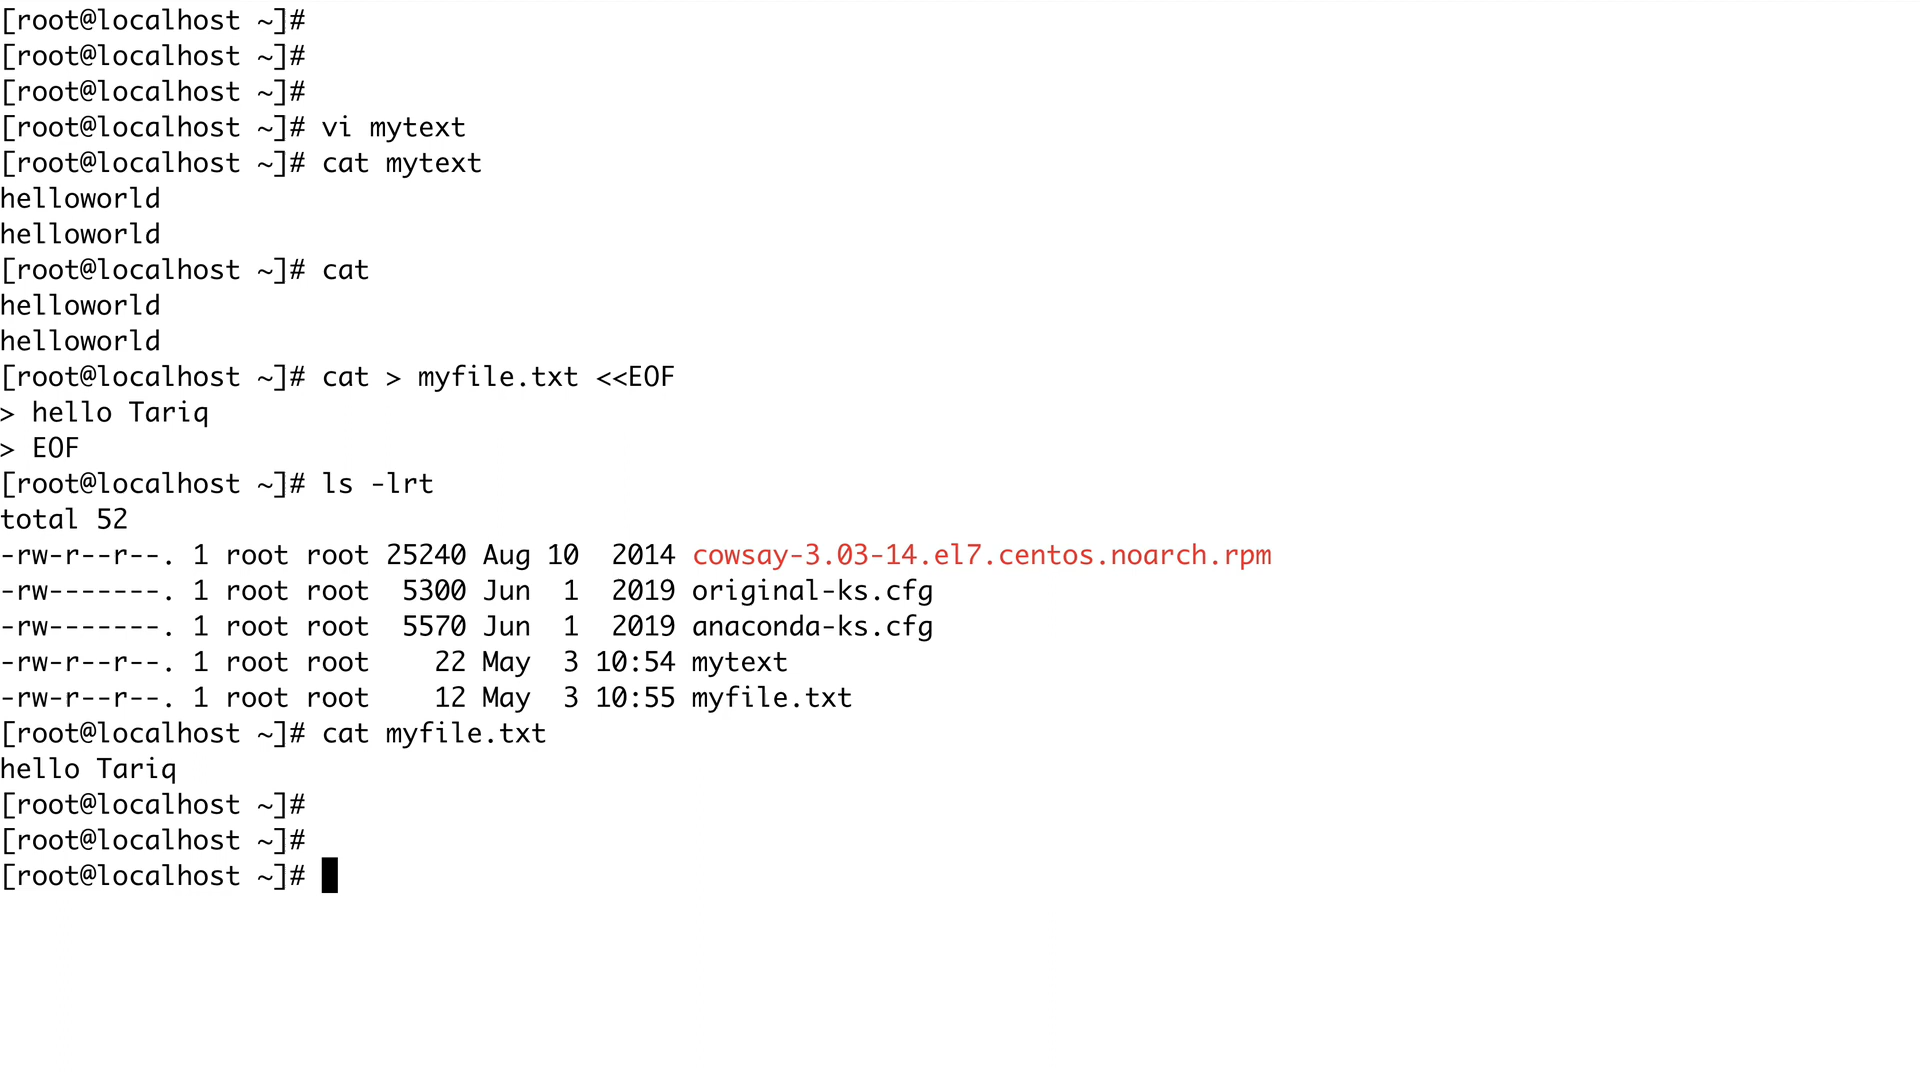 [root@localhost ~]#
[root@localhost ~]#
[root@localhost ~]#
[root@localhost ~]# vi mytext
[root@localhost ~]# cat mytext
helloworld
helloworld
[root@localhost ~]# cat
helloworld
helloworld
[root@localhost ~]# cat > myfile.txt <<EOF
> hello Tariq
> EOF
[root@localhost ~]# ls -lrt
total 52
-rw-r--r--. 1 root root 25240 Aug 10  2014 cowsay-3.03-14.el7.centos.noarch.rpm
-rw-------. 1 root root  5300 Jun  1  2019 original-ks.cfg
-rw-------. 1 root root  5570 Jun  1  2019 anaconda-ks.cfg
-rw-r--r--. 1 root root    22 May  3 10:54 mytext
-rw-r--r--. 1 root root    12 May  3 10:55 myfile.txt
[root@localhost ~]# cat myfile.txt
hello Tariq
[root@localhost ~]#
[root@localhost ~]#
[root@localhost ~]#